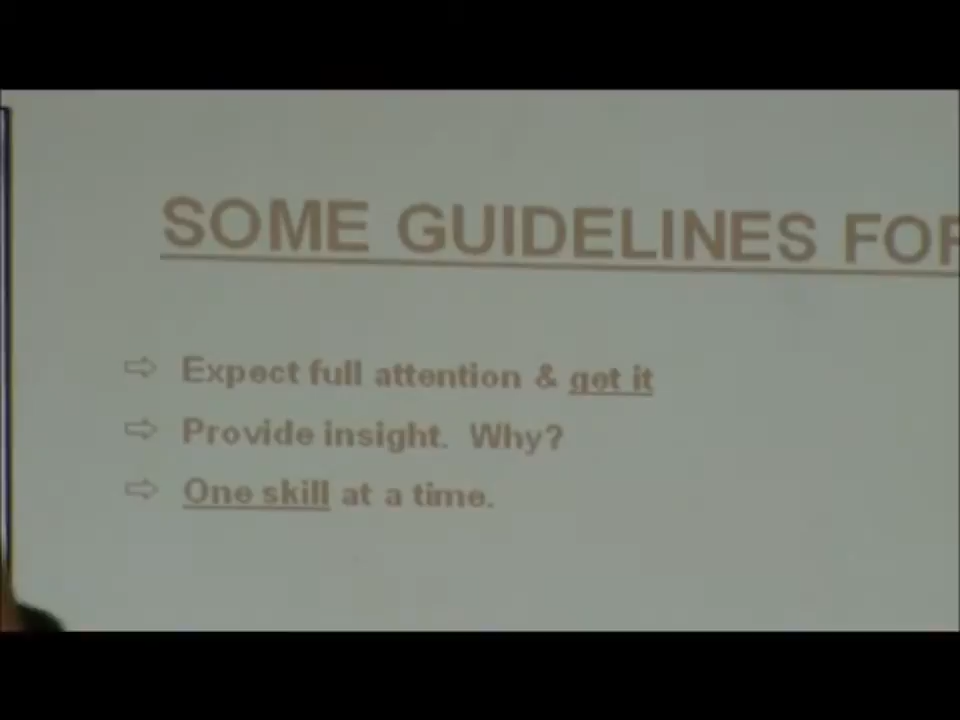 SOME GUIDELINES FOR
⇨ Expect full attention & get it
⇨ Provide insight. Why?
⇨ One skill at a time.